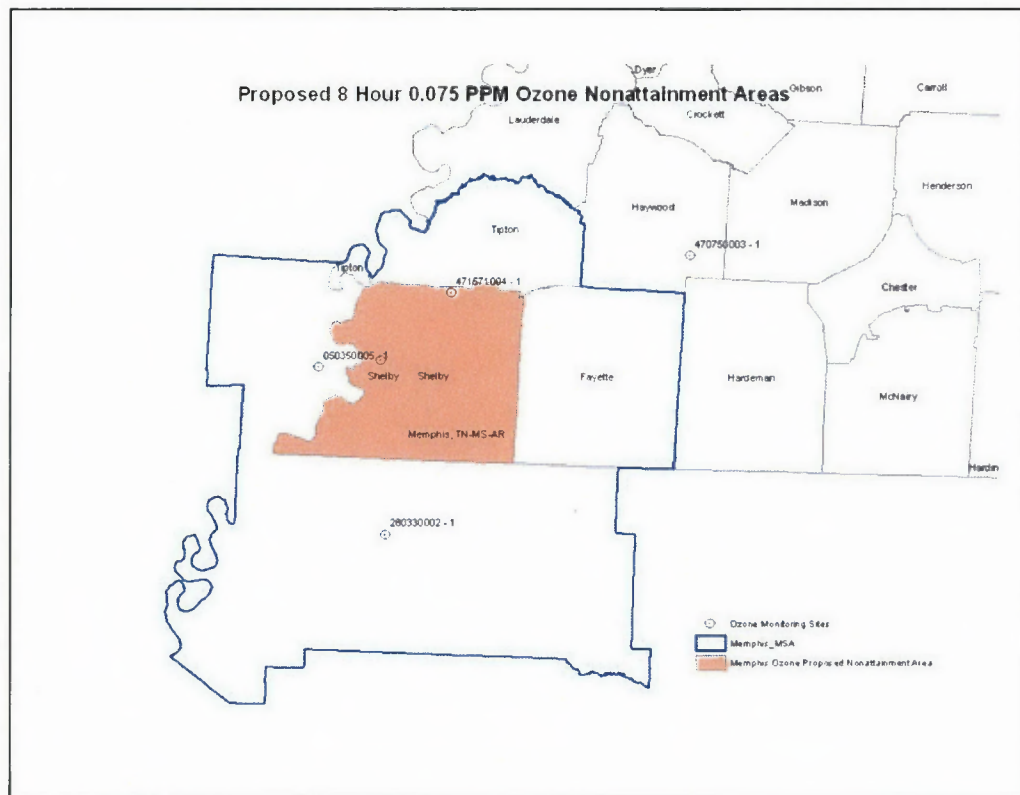 Dyer
Gibson
Carroll
Proposed 8 Hour 0.075 PPM Ozone Nonattainment Areas
Lauderdale
Crockett
Henderson
Haywood
Madison
Tipton
470750003 - 1
Tipton
471571004 - 1
Chester
050350005 - 1
Shelby Shelby
Fayette
Hardeman
McNairy
Memphis, TN-MS-AR
Hardin
280330002 - 1
Ozone Monitoring Sites
Memphis_MSA
Memphis Ozone Proposed Nonattainment Area